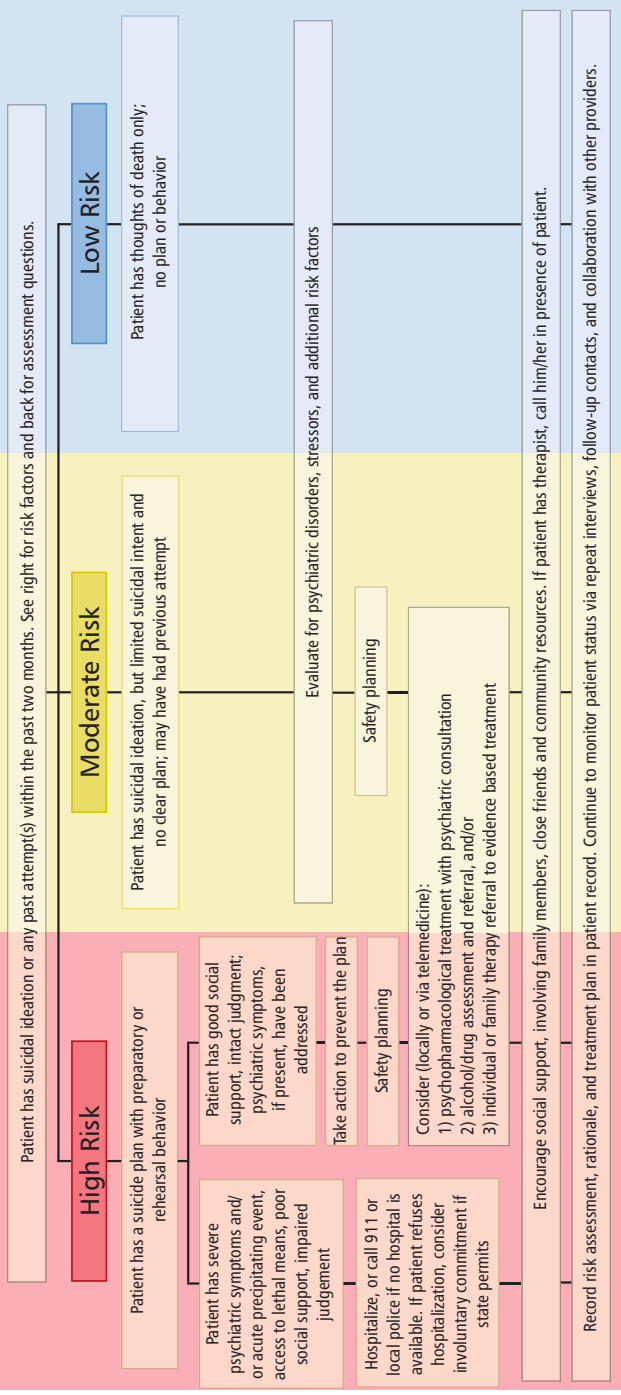 Patient has suicidal ideation or any past attempt(s) within the past two months. See right for risk factors and back for assessment questions.
High Risk
Patient has a suicide plan with preparatory or
rehearsal behavior
Patient has severe
psychiatric symptoms and/
or acute precipitating event,
access to lethal means, poor
social support, impaired
judgement
Hospitalize, or call 911 or
local police if no hospital is
available. If patient refuses
hospitalization, consider
involuntary commitment if
state permits
Patient has good social
support, intact judgment;
psychiatric symptoms,
if present, have been
addressed
Take action to prevent the plan
Safety planning
Moderate Risk
Patient has suicidal ideation, but limited suicidal intent and
no clear plan; may have had previous attempt
Low Risk
Patient has thoughts of death only;
no plan or behavior
Evaluate for psychiatric disorders, stressors, and additional risk factors
Safety planning
Consider (locally or via telemedicine):
1) psychopharmacological treatment with psychiatric consultation
2) alcohol/drug assessment and referral, and/or
3) individual or family therapy referral to evidence based treatment
Encourage social support, involving family members, close friends and community resources. If patient has therapist, call him/her in presence of patient.
Record risk assessment, rationale, and treatment plan in patient record. Continue to monitor patient status via repeat interviews, follow-up contacts, and collaboration with other providers.